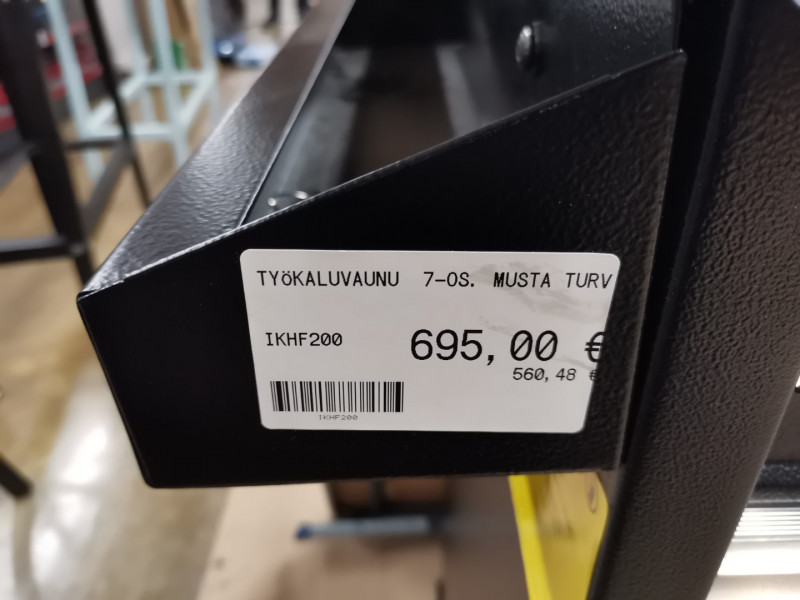 TYöKALUVAUNU 7-OS. MUSTA TURV
IKHF200
695,00 €
560,48 €
IKHF200